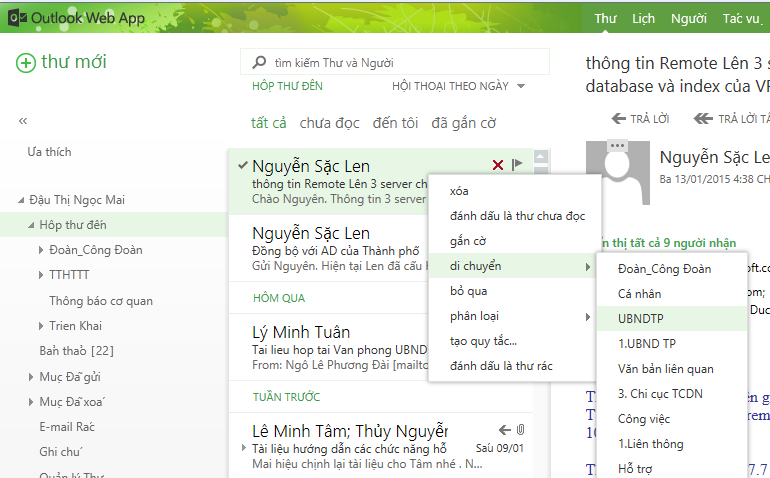 Outlook Web App
Thư Lịch Người Tác vụ
thư mới
«
Ưa thích
Đậu Thị Ngọc Mai
Hộp thư đến
Đoàn_Công Đoàn
TTHTTT
Thông báo cơ quan
Trien Khai
Bản thảo [22]
Mục Đã gửi
Mục Đã xóa
E-mail Rác
Ghi chú
Quản lý Thư
tìm kiếm Thư và Người
HỘP THƯ ĐẾN HỘI THOẠI THEO NGÀY
tất cả chưa đọc đến tôi đã gắn cờ
Nguyễn Sặc Len
thông tin Remote Lên 3 server ch
Chào Nguyên. Thông tin 3 server
Nguyễn Sặc Len
Đồng bộ với AD của Thành phố
Gửi Nguyên. Hiện tại Len đã cấu h
HÔM QUA
Lý Minh Tuân
Tai lieu hop tai Van phong UBND
From: Ngô Lê Phương Đài [mailto
TUẦN TRƯỚC
Lê Minh Tâm; Thủy Nguyễn
Tài liệu hướng dẫn các chức năng hỗ Sáu 09/01
Mai hiệu chịnh lại tài liệu cho Tâm nhé . N...
xóa
đánh dấu là thư chưa đọc
gắn cờ
di chuyển
bỏ qua
phân loại
tạo quy tắc...
đánh dấu là thư rác
Đoàn_Công Đoàn
Cá nhân
UBNDTP
1.UBND TP
Văn bản liên quan
3. Chi cục TCDN
Công việc
1.Liên thông
Hỗ trợ
thông tin Remote Lên 3 s
database và index của VP
TRẢ LỜI TRẢ LỜI TẤ
Nguyễn Sặc Le
Ba 13/01/2015 4:38 CH
n thị tất cả 9 người nhận